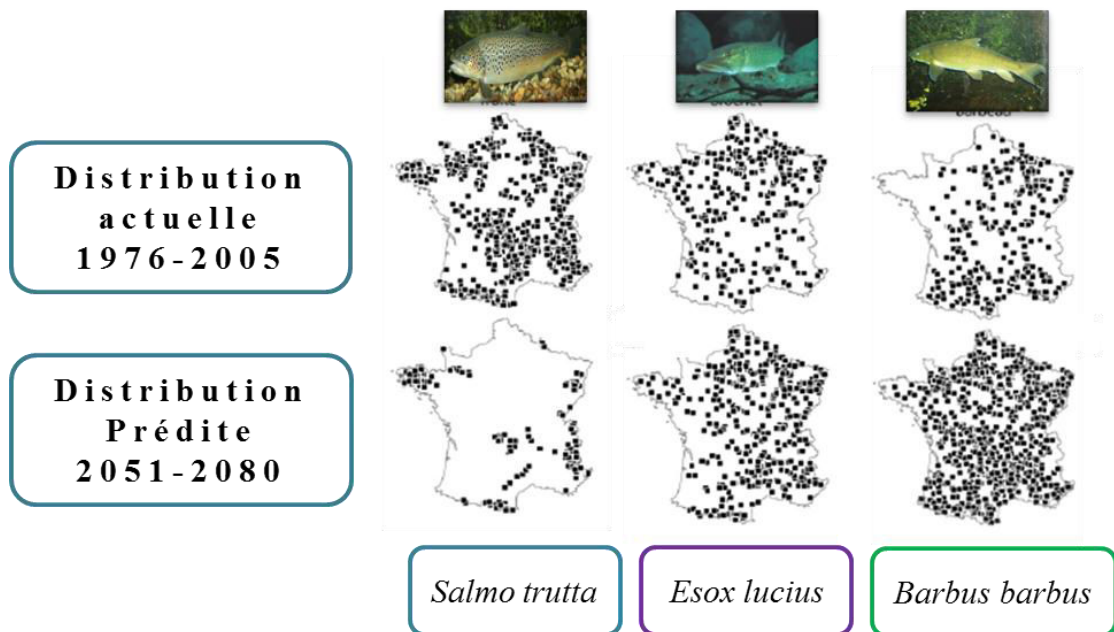 Distribution
actuelle
1976-2005
Distribution
Prédite
2051-2080
Salmo trutta
Esox lucius
Barbus barbus